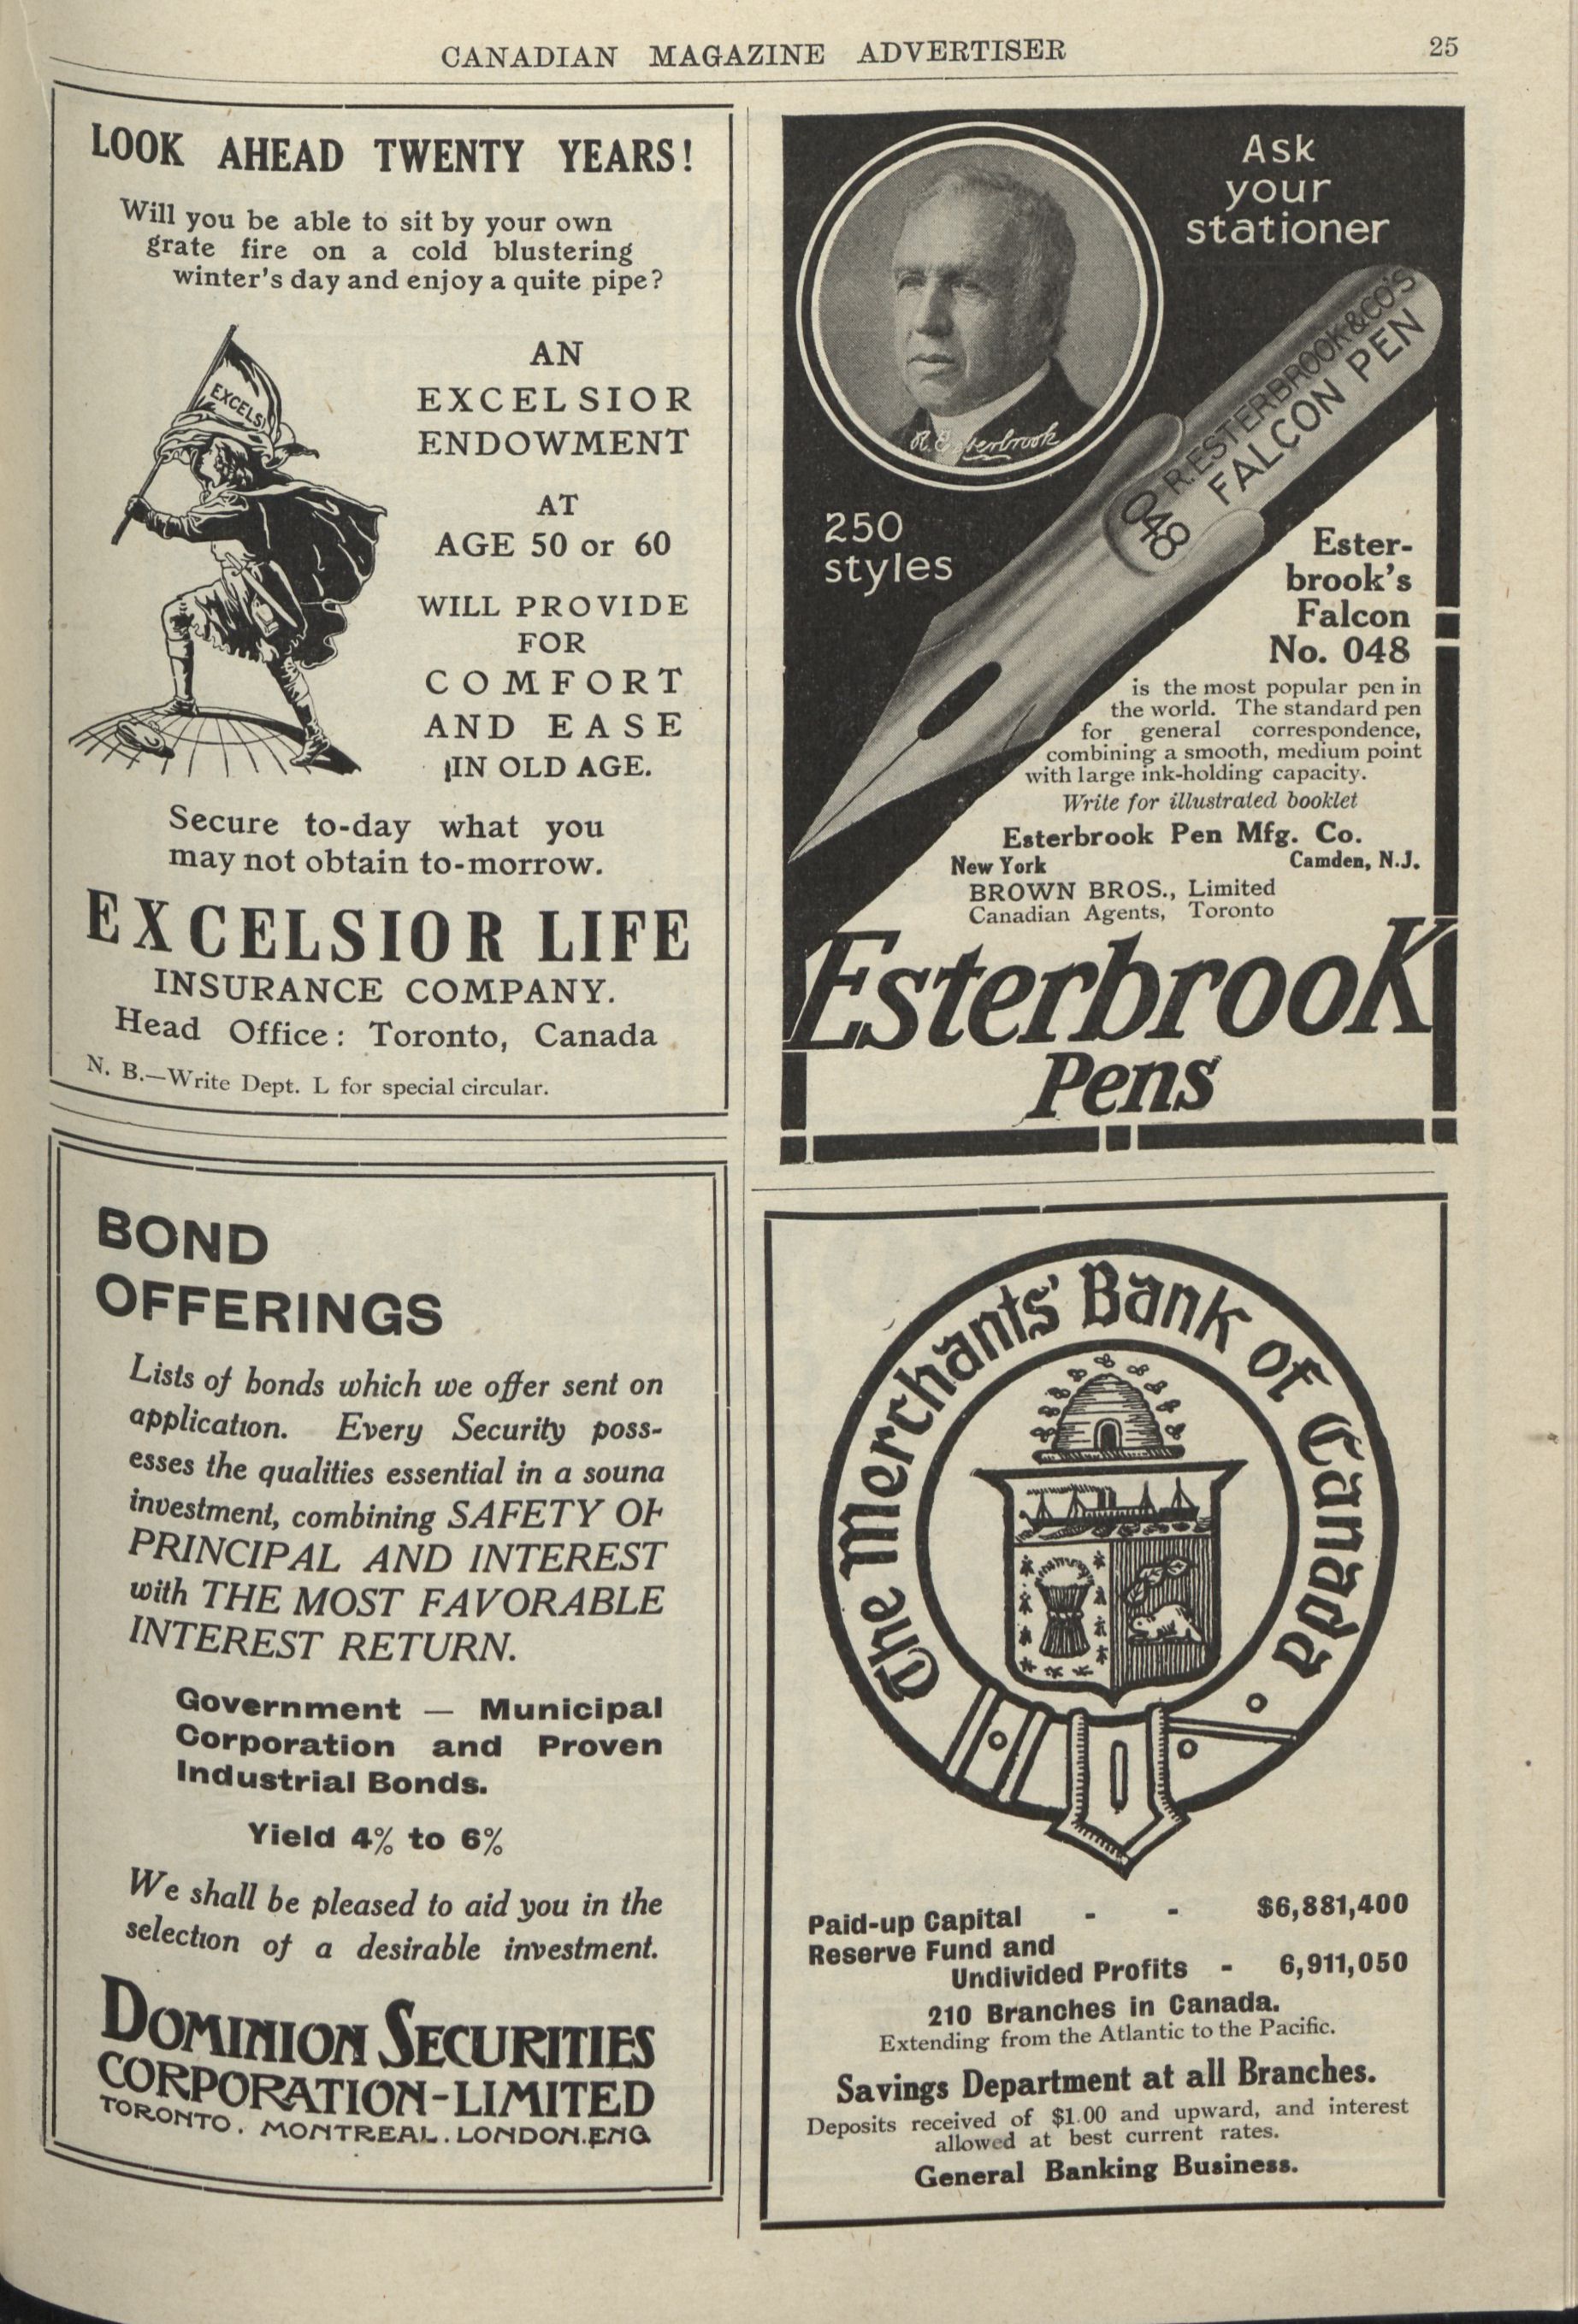 CANADIAN MAGAZINE ADVERTISER 25
LOOK AHEAD TWENTY YEARS!
Will you be able to sit by your own
grate fire on a cold blustering
winter's day and enjoy a quite pipe?
EXCELSI
AN
EXCELSIOR
ENDOWMENT
AT
AGE 50 or 60
WILL PROVIDE
FOR
COMFORT
AND EASE
IN OLD AGE.
Secure to-day what you
may not obtain to-morrow.
EXCELSIOR LIFE
INSURANCE COMPANY.
Head Office: Toronto, Canada
N. B.—Write Dept. L for special circular.
BOND
OFFERINGS
Lists of bonds which we offer sent on
application. Every Security poss-
esses the qualities essential in a souna
investment, combining SAFETY OF
PRINCIPAL AND INTEREST
with THE MOST FAVORABLE
INTEREST RETURN.
Government — Municipal
Corporation and Proven
Industrial Bonds.
Yield 4% to 6%
We shall be pleased to aid you in the
selection of a desirable investment.
DOMINION SECURITIES
CORPORATION-LIMITED
TORONTO. MONTREAL. LONDON.ENG
Ask
your
stationer
R. Esterbrook
R. ESTERBROOK & CO'S
FALCON PEN
048
250
styles
Ester-
brook's
Falcon
No. 048
is the most popular pen in
the world. The standard pen
for general correspondence,
combining a smooth, medium point
with large ink-holding capacity.
Write for illustrated booklet
Esterbrook Pen Mfg. Co.
New York Camden, N.J.
BROWN BROS., Limited
Canadian Agents, Toronto
Esterbrook
Pens
The Merchants' Bank of Canada
Paid-up Capital - - $6,881,400
Reserve Fund and
Undivided Profits - 6,911,050
210 Branches in Canada.
Extending from the Atlantic to the Pacific.
Savings Department at all Branches.
Deposits received of $1.00 and upward, and interest
allowed at best current rates.
General Banking Business.